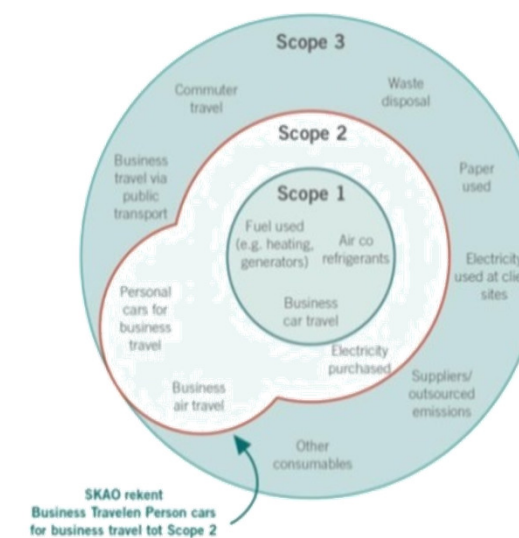 Scope 3
Commuter
travel
Waste
disposal
Scope 2
Business
travel via
public
transport
Paper
used
Scope 1
Fuel used
(e.g. heating,
generators)
Air co
refrigerants
Electricity
used at clie
sites
Personal
cars for
business
travel
Business
car travel
Electricity
purchased
Business
air travel
Suppliers/
outsourced
emissions
Other
consumables
SKAO rekent
Business Travelen Person cars
for business travel tot Scope 2